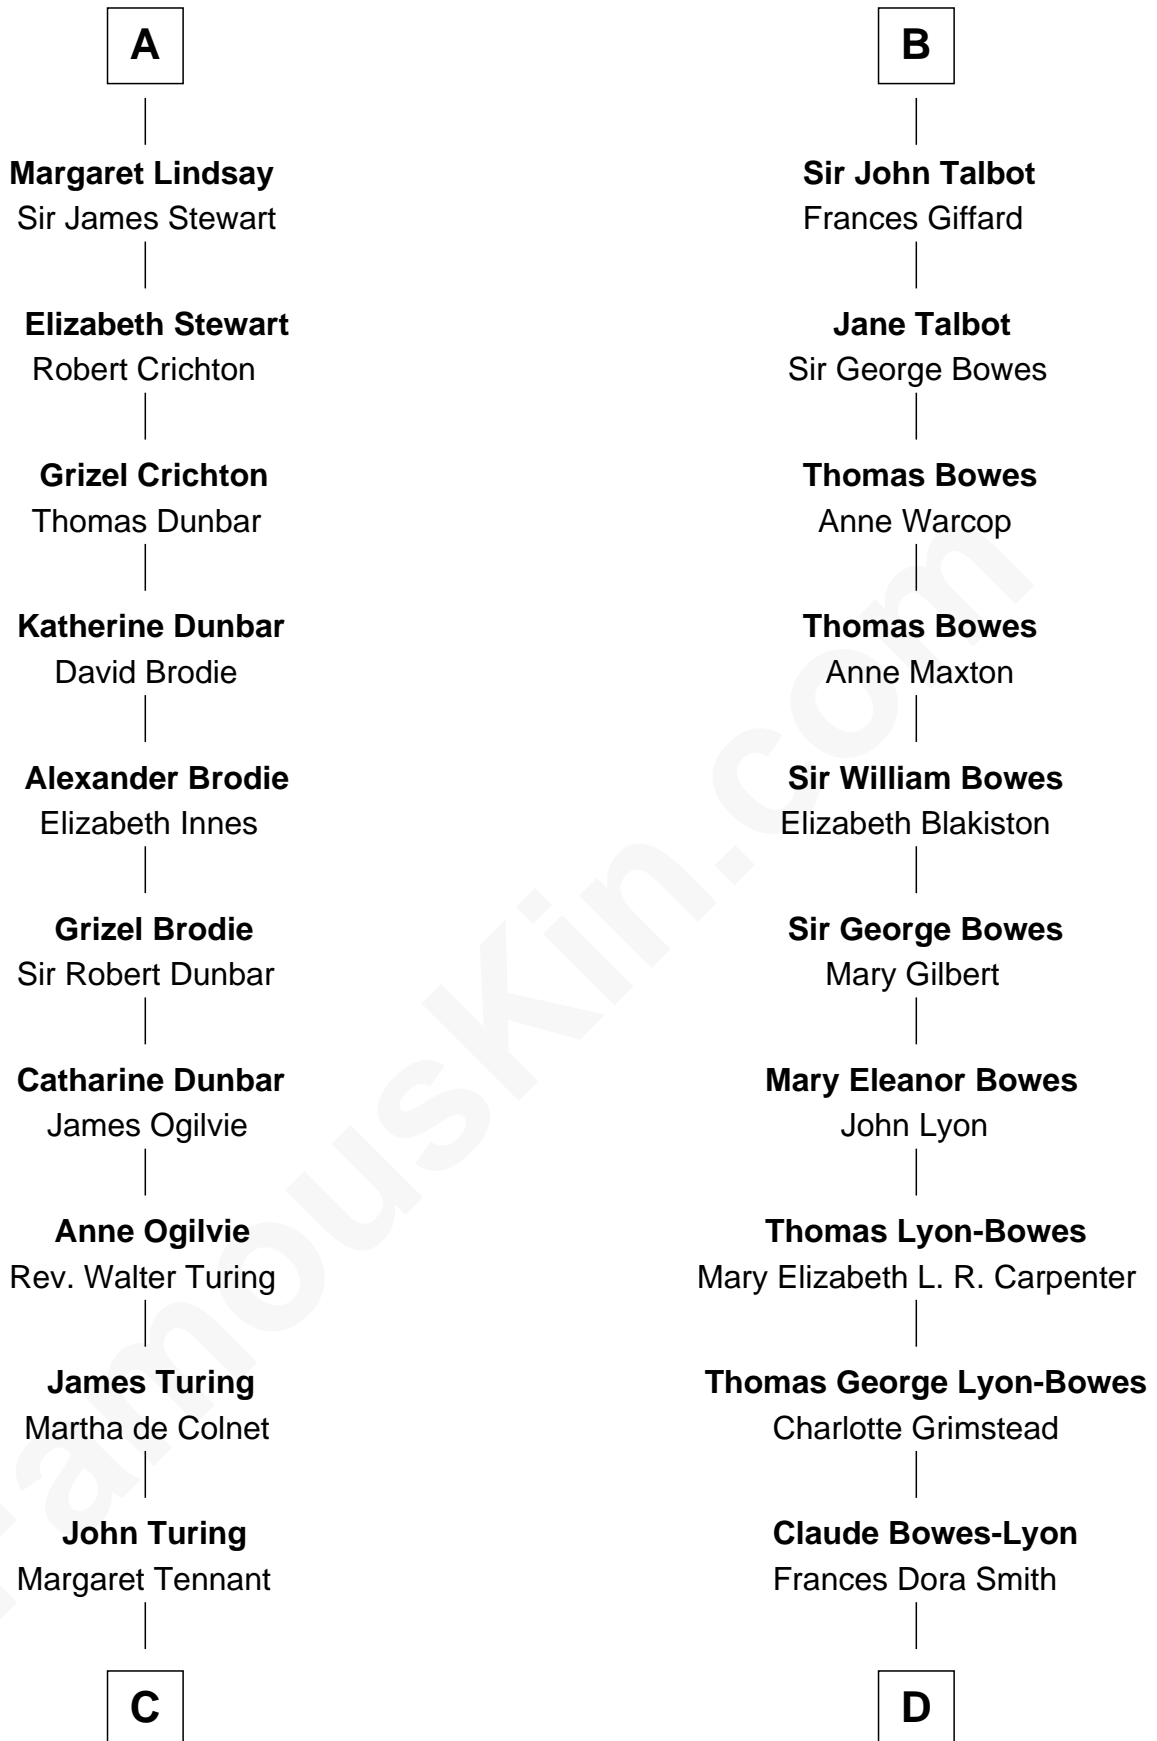 A
Margaret Lindsay
Sir James Stewart
Elizabeth Stewart
Robert Crichton
Grizel Crichton
Thomas Dunbar
Katherine Dunbar
David Brodie
Alexander Brodie
Elizabeth Innes
Grizel Brodie
Sir Robert Dunbar
Catharine Dunbar
James Ogilvie
Anne Ogilvie
Rev. Walter Turing
James Turing
Martha de Colnet
John Turing
Margaret Tennant
C
B
Sir John Talbot
Frances Giffard
Jane Talbot
Sir George Bowes
Thomas Bowes
Anne Warcop
Thomas Bowes
Anne Maxton
Sir William Bowes
Elizabeth Blakiston
Sir George Bowes
Mary Gilbert
Mary Eleanor Bowes
John Lyon
Thomas Lyon-Bowes
Mary Elizabeth L. R. Carpenter
Thomas George Lyon-Bowes
Charlotte Grimstead
Claude Bowes-Lyon
Frances Dora Smith
D
FamousKin.com